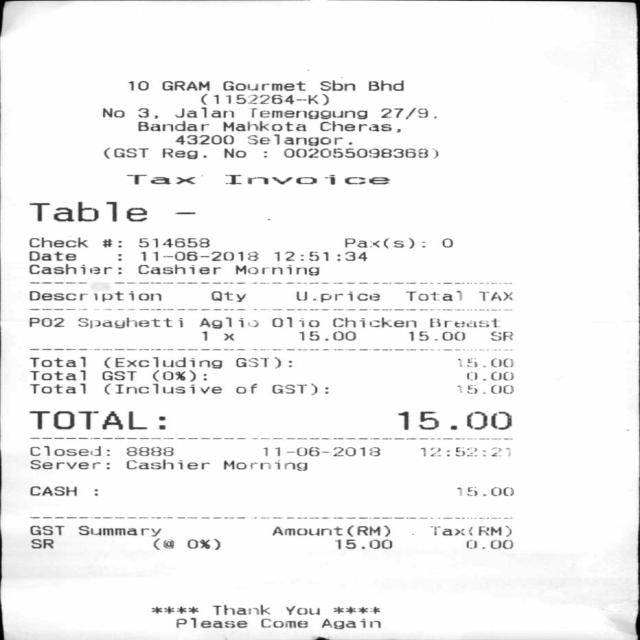 10 GRAM Gourmet Sbn Bhd
(1152264-K)
No 3, Jalan Temenggung 27/9.
Bandar Mahkota Cheras,
43200 Selangor.
(GST Reg. No : 002055098368)
Tax Invoice
Table -
Check #: 514658 Pax(s): 0
Date : 11-06-2018 12:51:34
Cashier: Cashier Morning
Description Qty U.price Total TAX
P02 Spaghetti Aglio Olio Chicken Breast
1 x 15.00 15.00 SR
Total (Excluding GST): 15.00
Total GST (0%): 0.00
Total (Inclusive of GST): 15.00
TOTAL: 15.00
Closed: 8888 11-06-2018 12:52:21
Server: Cashier Morning
CASH : 15.00
GST Summary Amount(RM) Tax(RM)
SR (@ 0%) 15.00 0.00
**** Thank You ****
Please Come Again